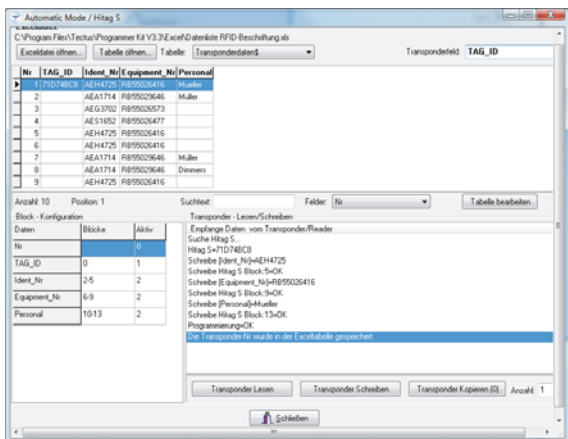 Automatic Mode / Hitag S
C:\Program Files\Tectus\Programmer Kit V3.3\Excel\Datenliste RFID-Beschriftung.xls
Exceldatei öffnen... Tabelle öffnen... Tabelle: Transponderdaten$ Transponderfeld: TAG_ID
Nr TAG_ID Ident_Nr Equipment_Nr Personal
1 71D74BC8 AEH4725 RB55026416 Mueller
2 AEA1714 RB55029646 Müller
3 AEG3702 RB55026573
4 AES1652 RB55026477
5 AEH4725 RB55026416
6 AEH4725 RB55026416
7 AEA1714 RB55029646 Müller
8 AEA1714 RB55029646 Dimmers
9 AEH4725 RB55026416
Anzahl: 10 Position: 1 Suchtext: Felder: Nr Tabelle bearbeiten
Block - Konfiguration Transponder - Lesen/Schreiben
Daten Blöcke Aktiv
Nr 0
TAG_ID 0 1
Ident_Nr 2-5 2
Equipment_Nr 6-9 2
Personal 10-13 2
Empfange Daten vom Transponder/Reader
Suche Hitag S...
Hitag S=71D74BC8
Schreibe [Ident_Nr]=AEH4725
Schreibe Hitag S Block:5=OK
Schreibe [Equipment_Nr]=RB55026416
Schreibe Hitag S Block:9=OK
Schreibe [Personal]=Mueller
Schreibe Hitag S Block:13=OK
Programmierung=OK
Die Transponder-Nr wurde in der Exceltabelle gespeichert
Transponder Lesen Transponder Schreiben Transponder Kopieren (0) Anzahl: 1
Schließen